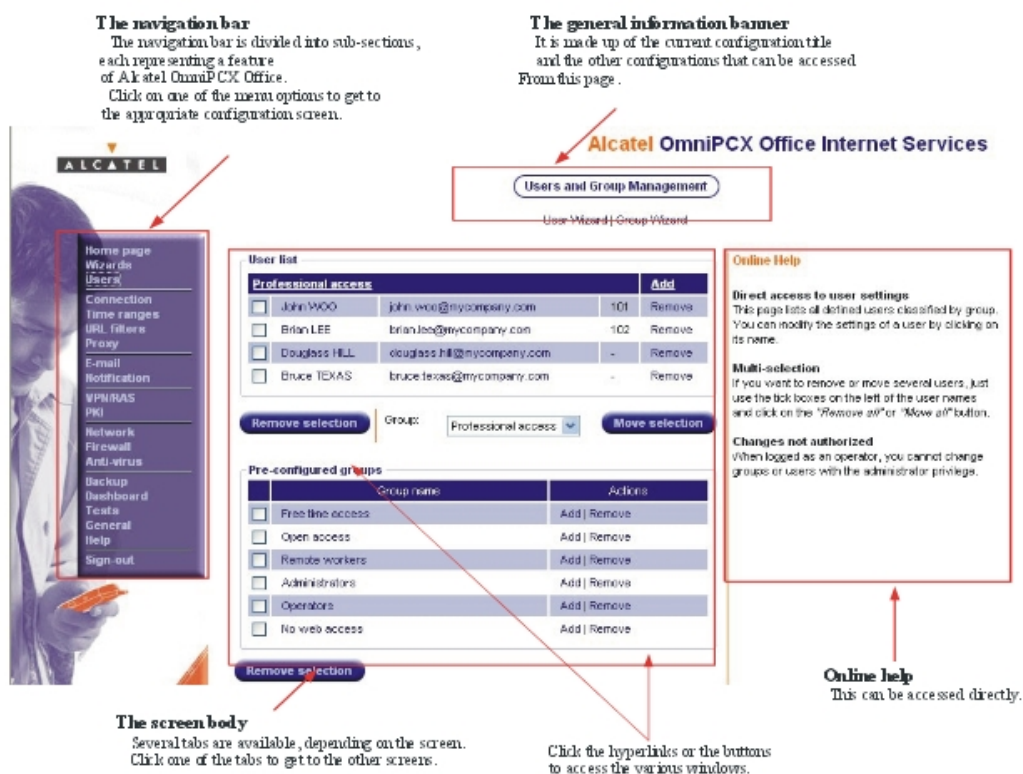 The navigation bar
The navigation bar is divided into sub-sections,
each representing a feature
of Alcatel OmniPCX Office.
Click on one of the menu options to get to
the appropriate configuration screen.
The general information banner
It is made up of the current configuration title
and the other configurations that can be accessed
From this page.
ALCATEL
Alcatel OmniPCX Office Internet Services
Users and Group Management
User Wizard | Group Wizard
Home page
Wizards
Users
Connection
Time ranges
URL filters
Proxy
E-mail
Notification
VPN/RAS
PKI
Network
Firewall
Anti-virus
Backup
Dashboard
Tests
General
Help
Sign-out
User list
Professional access Add
John WOO john.woo@mycompany.com 101 Remove
Brian LEE brian.lee@mycompany.com 102 Remove
Douglass HILL douglass.hill@mycompany.com - Remove
Bruce TEXAS bruce.texas@mycompany.com - Remove
Remove selection Group: Professional access Move selection
Pre-configured groups
Group name Actions
Free time access Add | Remove
Open access Add | Remove
Remote workers Add | Remove
Administrators Add | Remove
Operators Add | Remove
No web access Add | Remove
Remove selection
Online Help
Direct access to user settings
This page lists all defined users classified by group.
You can modify the settings of a user by clicking on
its name.
Multi-selection
If you want to remove or move several users, just
use the tick boxes on the left of the user names
and click on the "Remove all" or "Move all" button.
Changes not authorized
When logged as an operator, you cannot change
groups or users with the administrator privilege.
Online help
This can be accessed directly.
The screen body
Several tabs are available, depending on the screen.
Click one of the tabs to get to the other screens.
Click the hyperlinks or the buttons
to access the various windows.